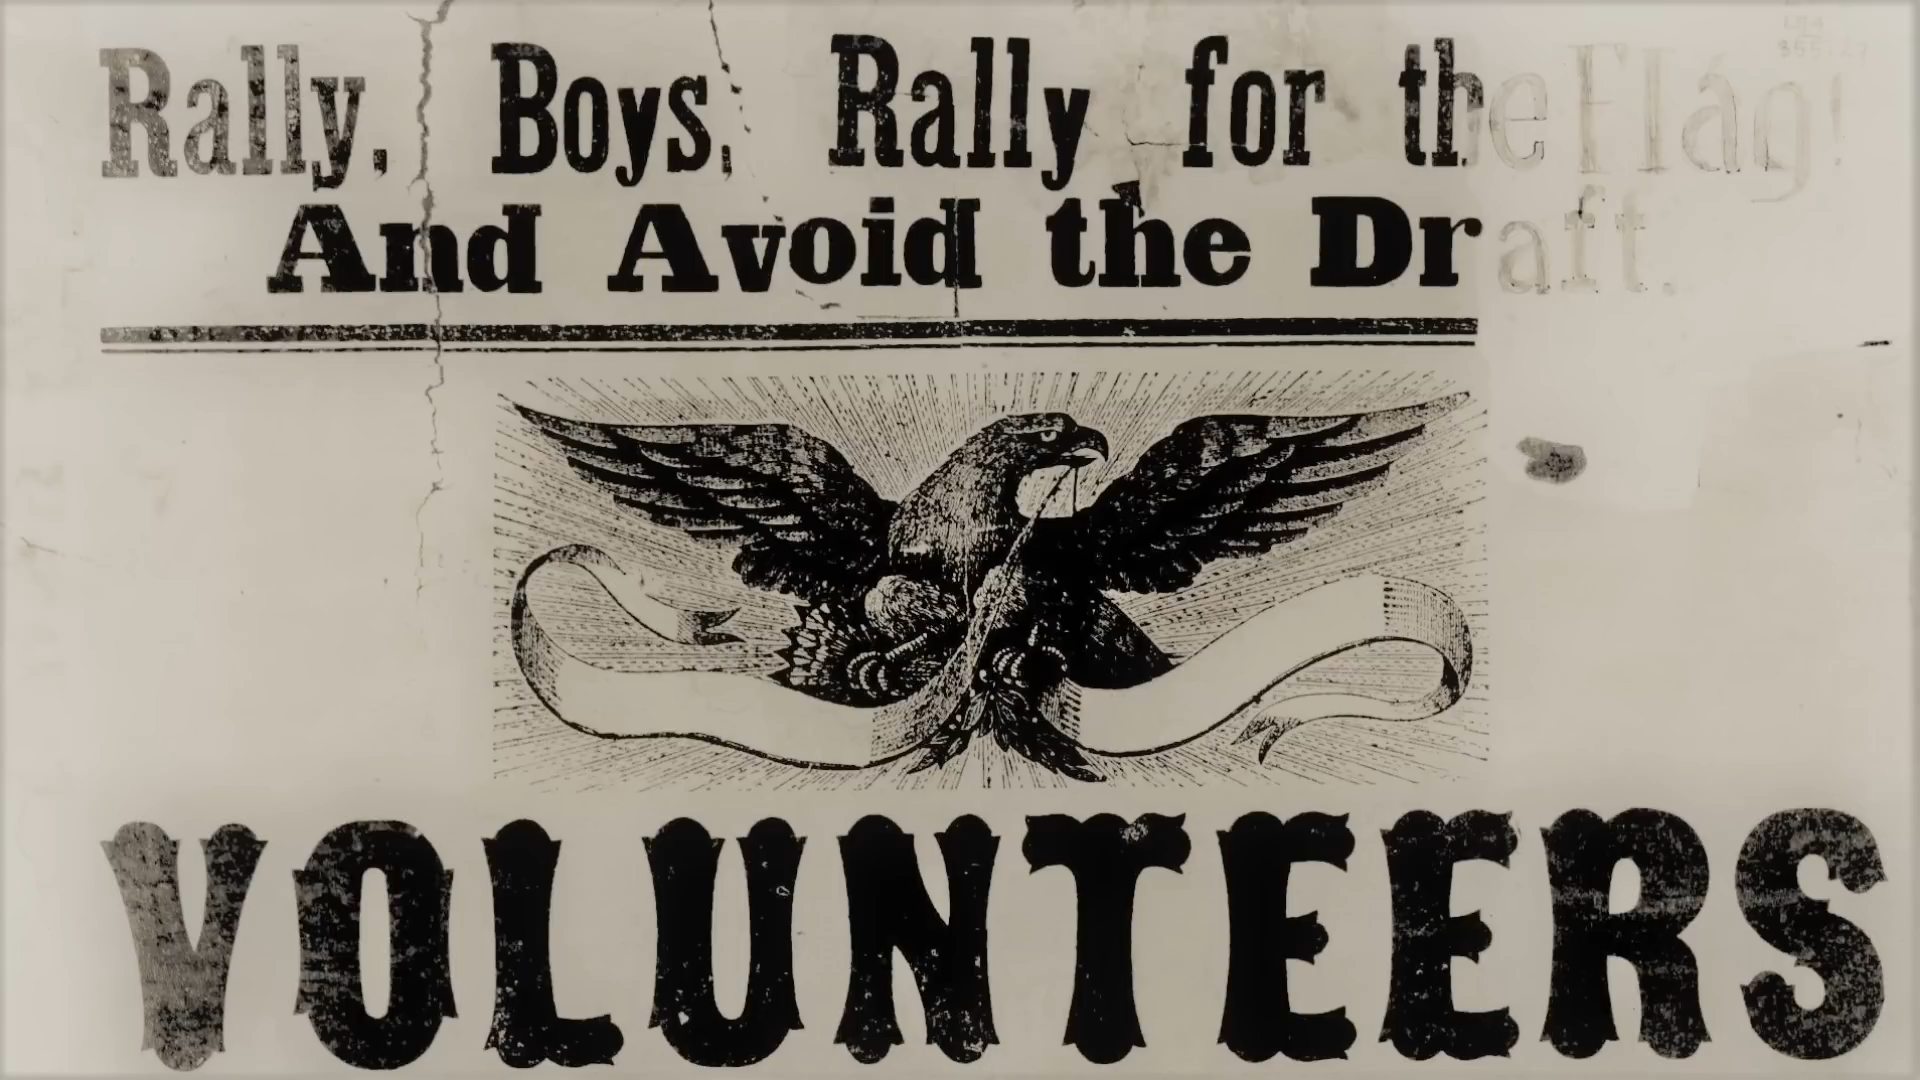 Rally, Boys, Rally for the Flag!
And Avoid the Draft.
VOLUNTEERS